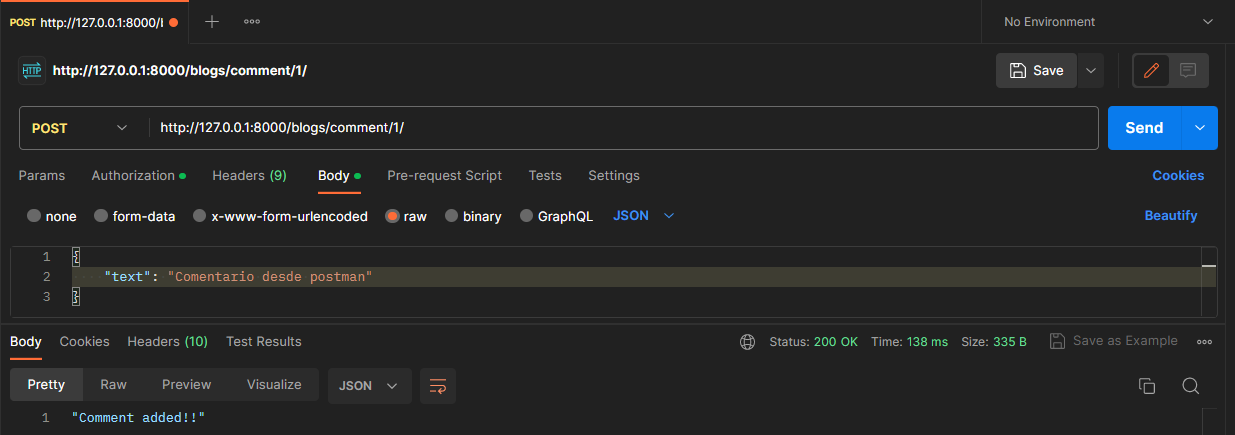 POST http://127.0.0.1:8000/l
No Environment
HTTP http://127.0.0.1:8000/blogs/comment/1/ Save
POST http://127.0.0.1:8000/blogs/comment/1/ Send
Params Authorization Headers (9) Body Pre-request Script Tests Settings Cookies
none form-data x-www-form-urlencoded raw binary GraphQL JSON Beautify
1 {
2 "text": "Comentario desde postman"
3 }
Body Cookies Headers (10) Test Results Status: 200 OK Time: 138 ms Size: 335 B Save as Example
Pretty Raw Preview Visualize JSON
1 "Comment added!!"